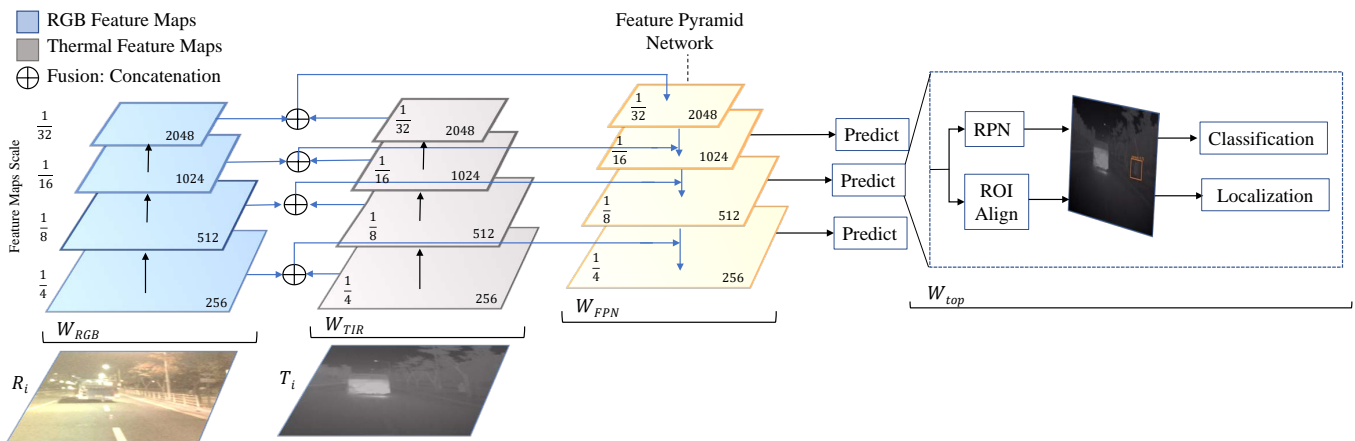 RGB Feature Maps
Thermal Feature Maps
Fusion: Concatenation
Feature Maps Scale
1/32
1/16
1/8
1/4
2048
1024
512
256
W_RGB
R_i
1/32
2048
1/16
1024
1/8
512
1/4
256
W_TIR
T_i
Feature Pyramid
Network
1/32
2048
1/16
1024
1/8
512
1/4
256
W_FPN
Predict
Predict
Predict
RPN
ROI
Align
Classification
Localization
W_top